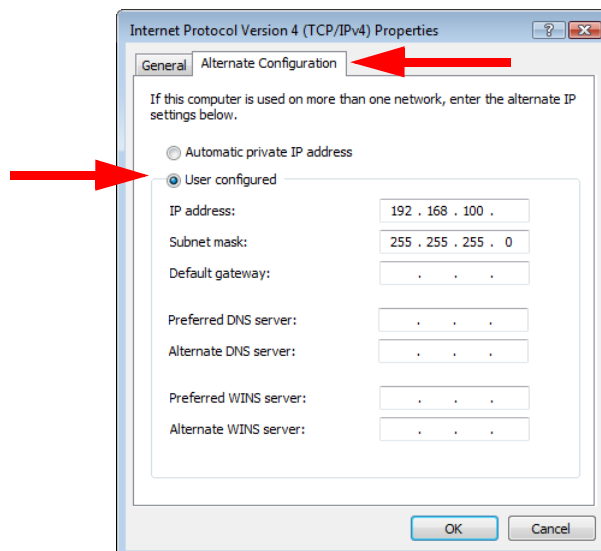 Internet Protocol Version 4 (TCP/IPv4) Properties
?
General
Alternate Configuration
If this computer is used on more than one network, enter the alternate IP
settings below.
Automatic private IP address
User configured
IP address: 192 . 168 . 100 .
Subnet mask: 255 . 255 . 255 . 0
Default gateway: . . .
Preferred DNS server: . . .
Alternate DNS server: . . .
Preferred WINS server: . . .
Alternate WINS server: . . .
OK
Cancel